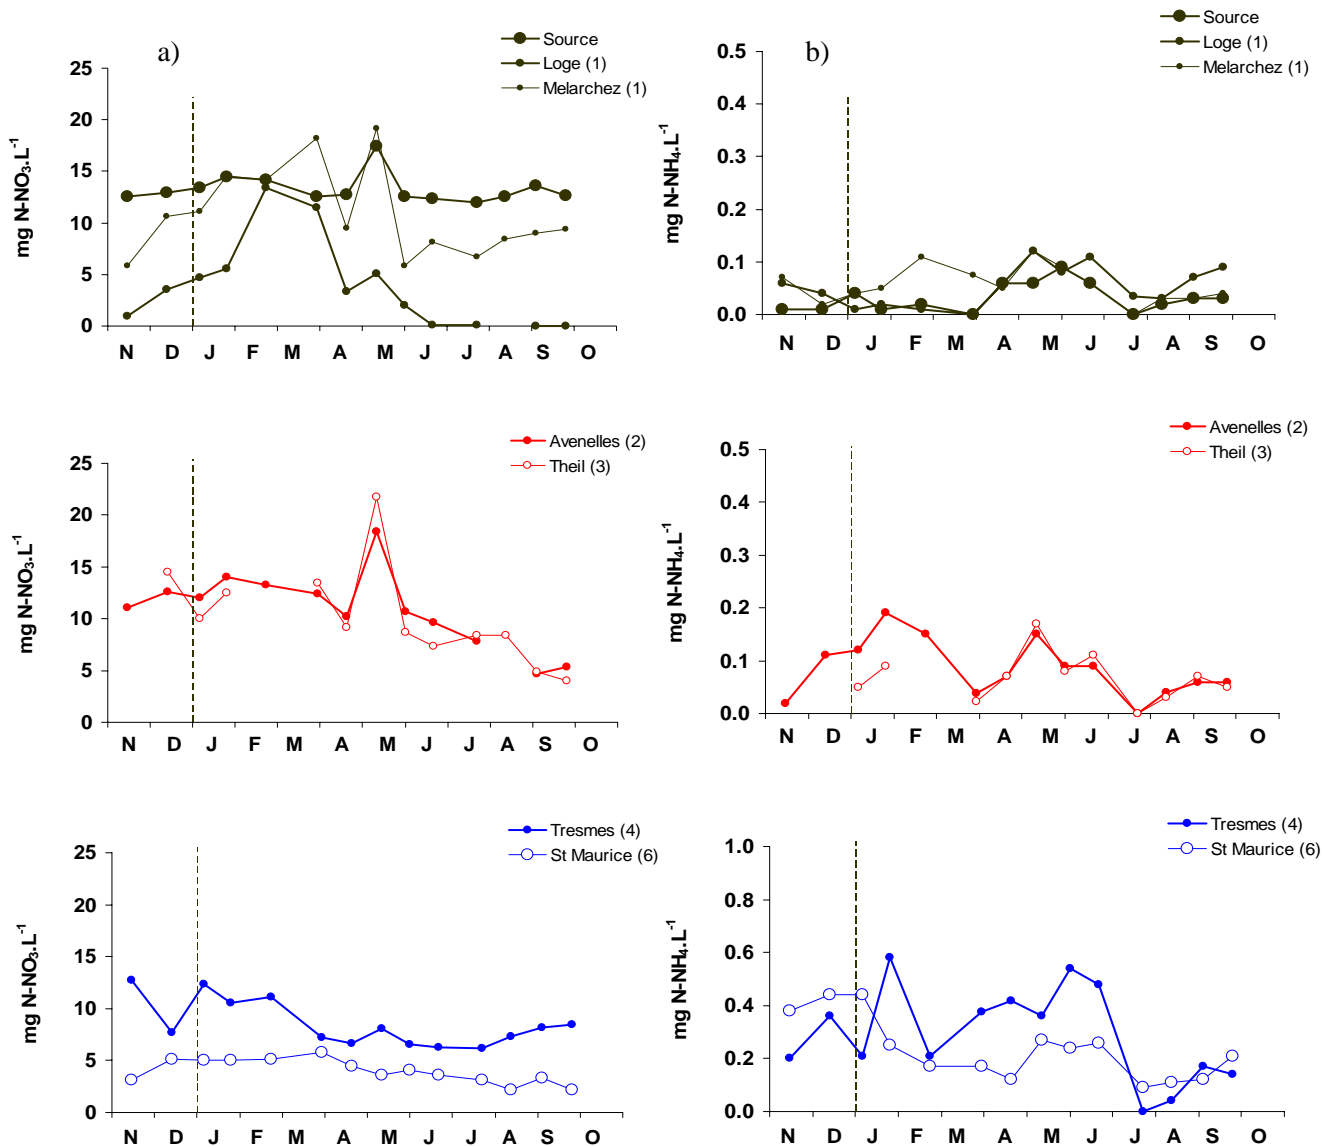 a)
Source
Loge (1)
Melarchez (1)
mg N-NO3.L-1
25
20
15
10
5
0
N D J F M A M J J A S O
b)
Source
Loge (1)
Melarchez (1)
mg N-NH4.L-1
0.5
0.4
0.3
0.2
0.1
0.0
N D J F M A M J J A S O
Avenelles (2)
Theil (3)
mg N-NO3.L-1
25
20
15
10
5
0
N D J F M A M J J A S O
Avenelles (2)
Theil (3)
mg N-NH4.L-1
0.5
0.4
0.3
0.2
0.1
0.0
N D J F M A M J J A S O
Tresmes (4)
St Maurice (6)
mg N-NO3.L-1
25
20
15
10
5
0
N D J F M A M J J A S O
Tresmes (4)
St Maurice (6)
mg N-NH4.L-1
1.0
0.8
0.6
0.4
0.2
0.0
N D J F M A M J J A S O